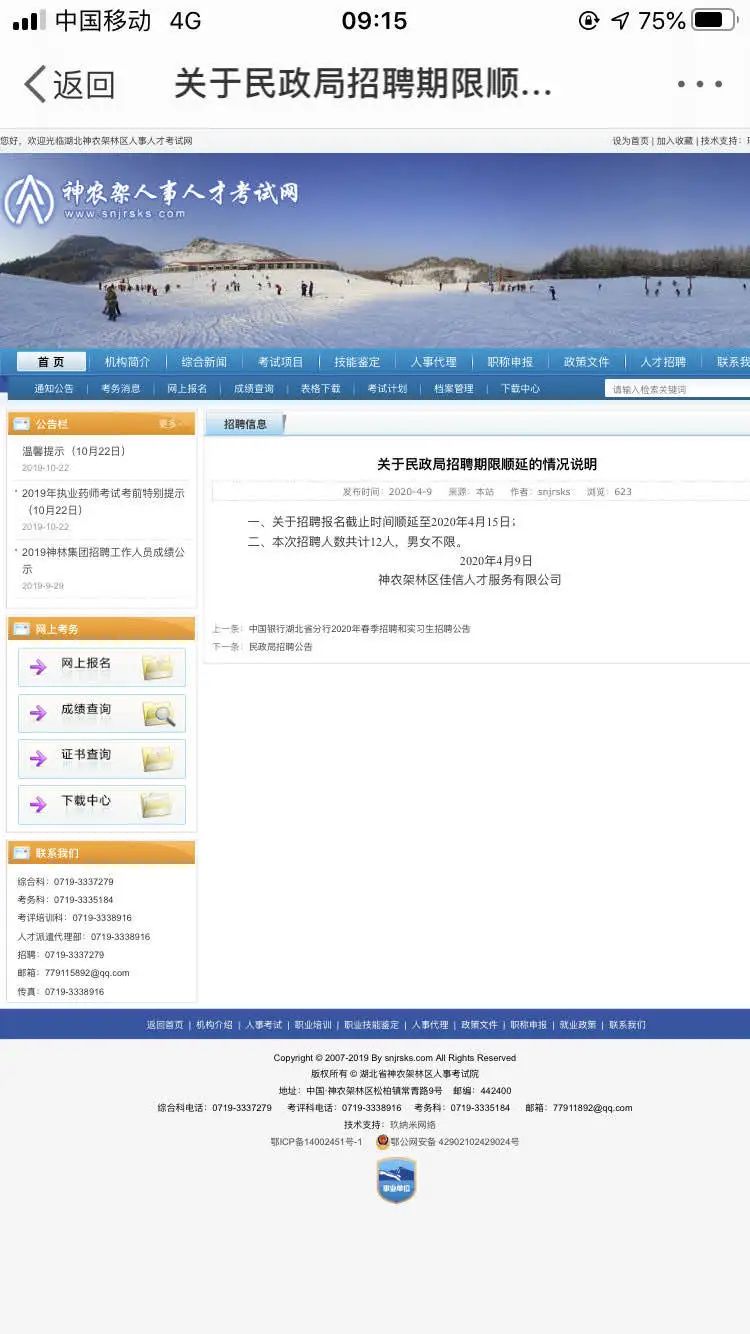 中国移动 4G 09:15 75%
返回 关于民政局招聘期限顺...
您好，欢迎光临湖北神农架林区人事人才考试网 设为首页 | 加入收藏 | 技术支持：
神农架人事人才考试网
www.snjrsks.com
首 页 机构简介 综合新闻 考试项目 技能鉴定 人事代理 职称申报 政策文件 人才招聘 联系我
通知公告 考务消息 网上报名 成绩查询 表格下载 考试计划 档案管理 下载中心 请输入检索关键词
公告栏 更多
温馨提示（10月22日）
2019-10-22
2019年执业药师考试考前特别提示
（10月22日）
2019-10-22
2019神林集团招聘工作人员成绩公
示
2019-9-29
网上考务
网上报名
成绩查询
证书查询
下载中心
联系我们
综合科：0719-3337279
考务科：0719-3335184
考评培训科：0719-3338916
人才派遣代理部：0719-3338916
招聘：0719-3337279
邮箱：779115892@qq.com
传真：0719-3338916
招聘信息
关于民政局招聘期限顺延的情况说明
发布时间：2020-4-9 来源：本站 作者：snjrsks 浏览：623
一、关于招聘报名截止时间顺延至2020年4月15日；
二、本次招聘人数共计12人，男女不限。
2020年4月9日
神农架林区佳信人才服务有限公司
上一条：中国银行湖北省分行2020年春季招聘和实习生招聘公告
下一条：民政局招聘公告
返回首页 | 机构介绍 | 人事考试 | 职业培训 | 职业技能鉴定 | 人事代理 | 政策文件 | 职称申报 | 就业政策 | 联系我们
Copyright © 2007-2019 By snjrsks.com All Rights Reserved
版权所有 © 湖北省神农架林区人事考试院
地址：中国·神农架林区松柏镇常青路9号 邮编：442400
综合科电话：0719-3337279 考评科电话：0719-3338916 考务科：0719-3335184 邮箱：77911892@qq.com
技术支持：玖纳米网络
鄂ICP备14002451号-1 鄂公网安备 42902102429024号
事业单位